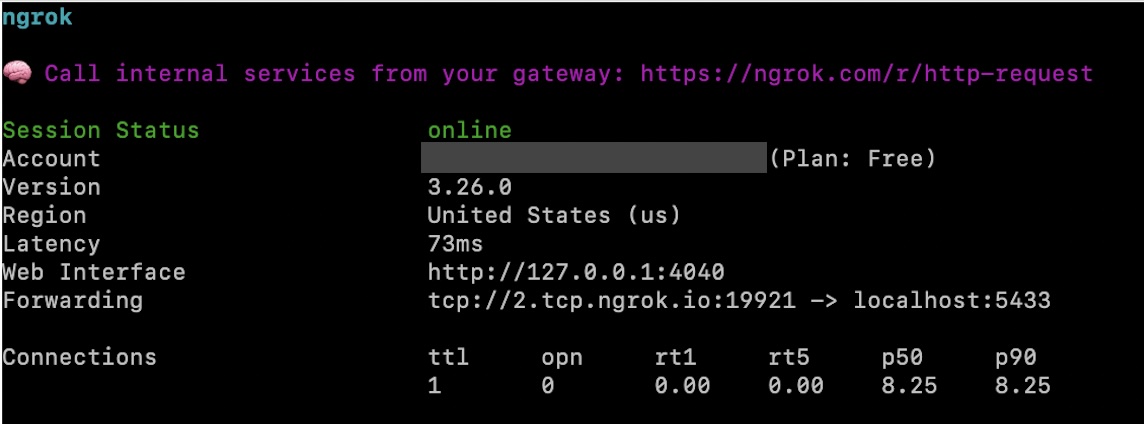 ngrok
🧠 Call internal services from your gateway: https://ngrok.com/r/http-request
Session Status online
Account (Plan: Free)
Version 3.26.0
Region United States (us)
Latency 73ms
Web Interface http://127.0.0.1:4040
Forwarding tcp://2.tcp.ngrok.io:19921 -> localhost:5433
Connections ttl opn rt1 rt5 p50 p90
1 0 0.00 0.00 8.25 8.25